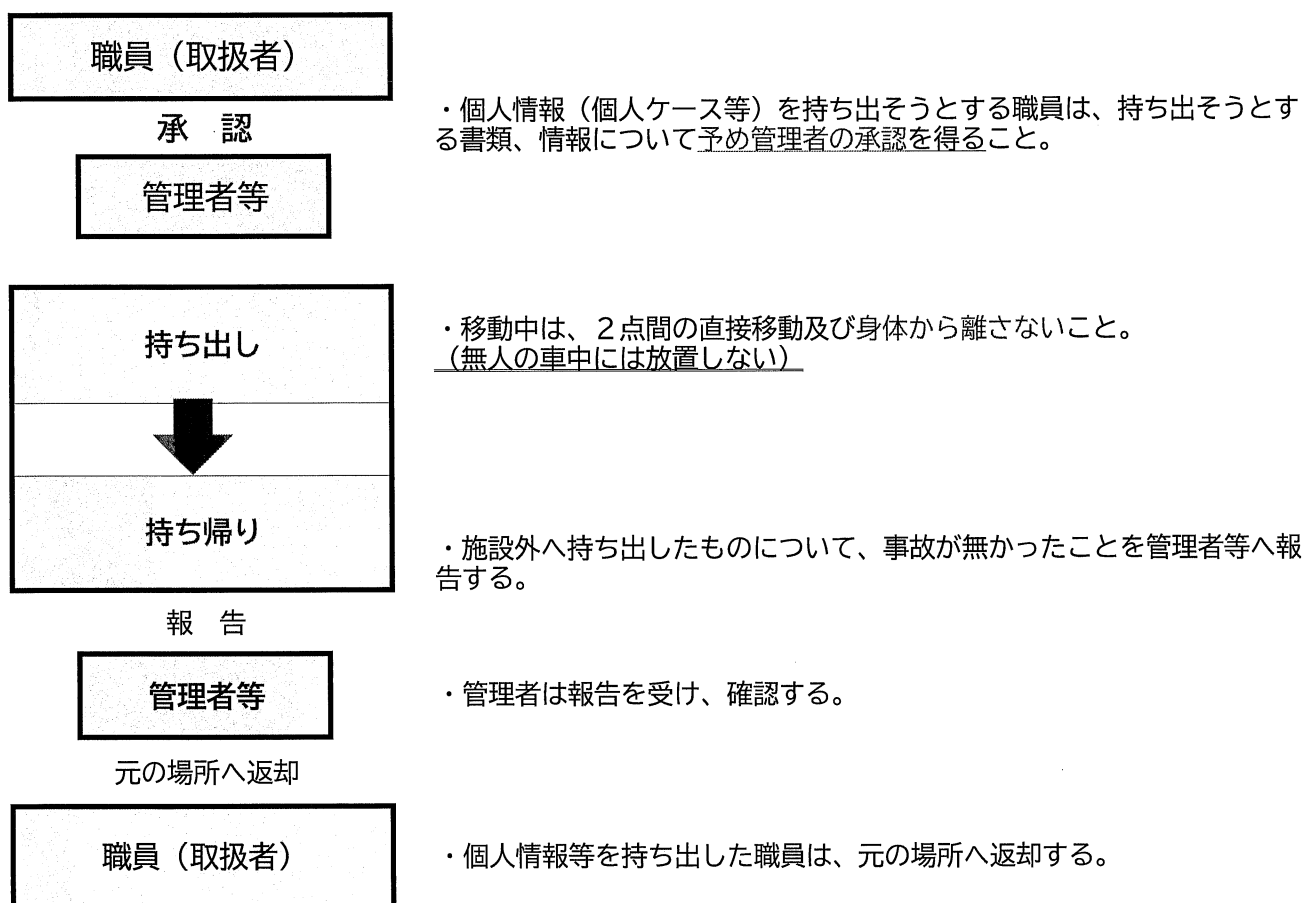 職員（取扱者）
承　認
管理者等
・個人情報（個人ケース等）を持ち出そうとする職員は、持ち出そうとす
る書類、情報について予め管理者の承認を得ること。
持ち出し
・移動中は、２点間の直接移動及び身体から離さないこと。
（無人の車中には放置しない）
持ち帰り
・施設外へ持ち出したものについて、事故が無かったことを管理者等へ報
告する。
報　告
管理者等
・管理者は報告を受け、確認する。
元の場所へ返却
職員（取扱者）
・個人情報等を持ち出した職員は、元の場所へ返却する。